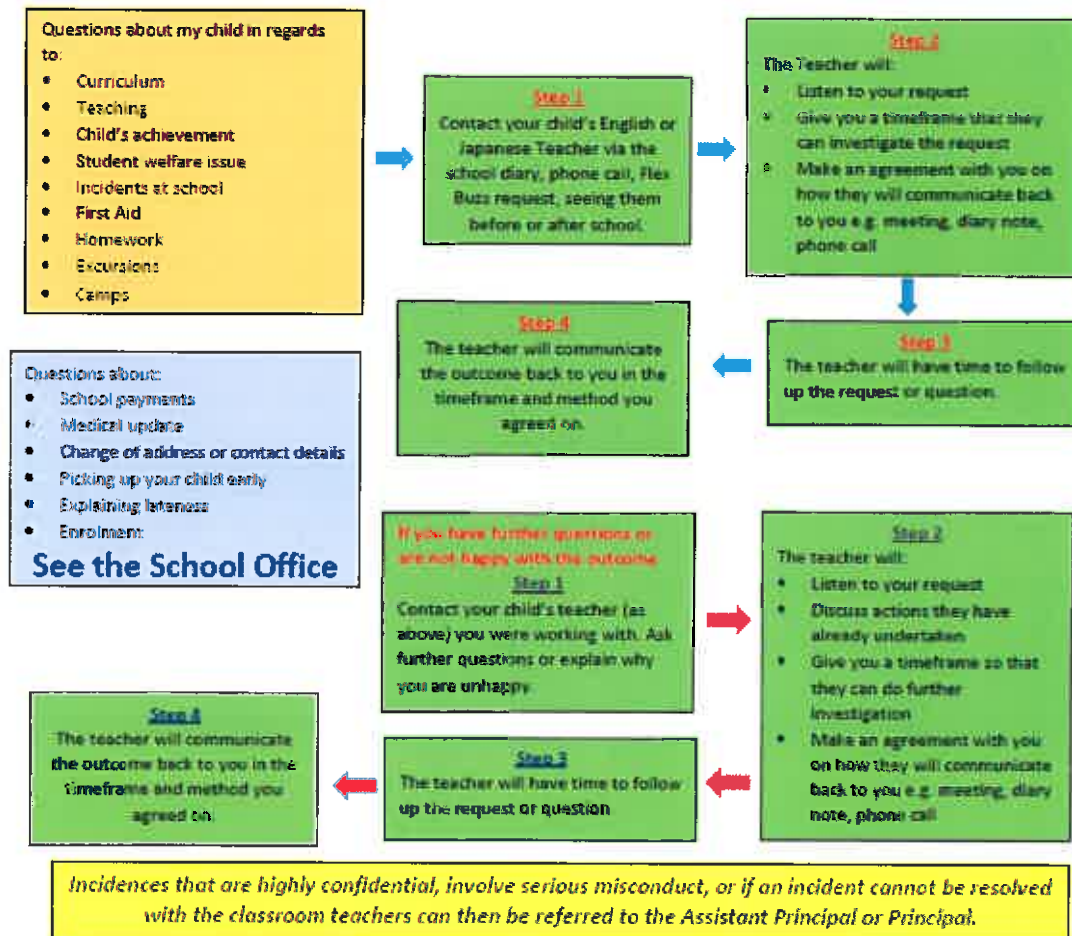 Questions about my child in regards
to:
• Curriculum
• Teaching
• Child's achievement
• Student welfare issue
• Incidents at school
• First Aid
• Homework
• Excursions
• Camps
Step 1
Contact your child's English or
Japanese Teacher via the
school diary, phone call, Flex
Buzz request, seeing them
before or after school.
Step 2
The Teacher will:
• Listen to your request
• Give you a timeframe that they
can investigate the request
• Make an agreement with you on
how they will communicate back
to you e.g. meeting, diary note,
phone call
Step 3
The teacher will have time to follow
up the request or question.
Step 4
The teacher will communicate
the outcome back to you in the
timeframe and method you
agreed on.
Questions about:
• School payments
• Medical update
• Change of address or contact details
• Picking up your child early
• Explaining lateness
• Enrolment
See the School Office
If you have further questions or
are not happy with the outcome
Step 1
Contact your child's teacher (as
above) you were working with. Ask
further questions or explain why
you are unhappy
Step 2
The teacher will:
• Listen to your request
• Discuss actions they have
already undertaken
• Give you a timeframe so that
they can do further
investigation
• Make an agreement with you
on how they will communicate
back to you e.g. meeting, diary
note, phone call
Step 3
The teacher will have time to follow
up the request or question
Step 4
The teacher will communicate
the outcome back to you in the
timeframe and method you
agreed on.
Incidences that are highly confidential, involve serious misconduct, or if an incident cannot be resolved
with the classroom teachers can then be referred to the Assistant Principal or Principal.